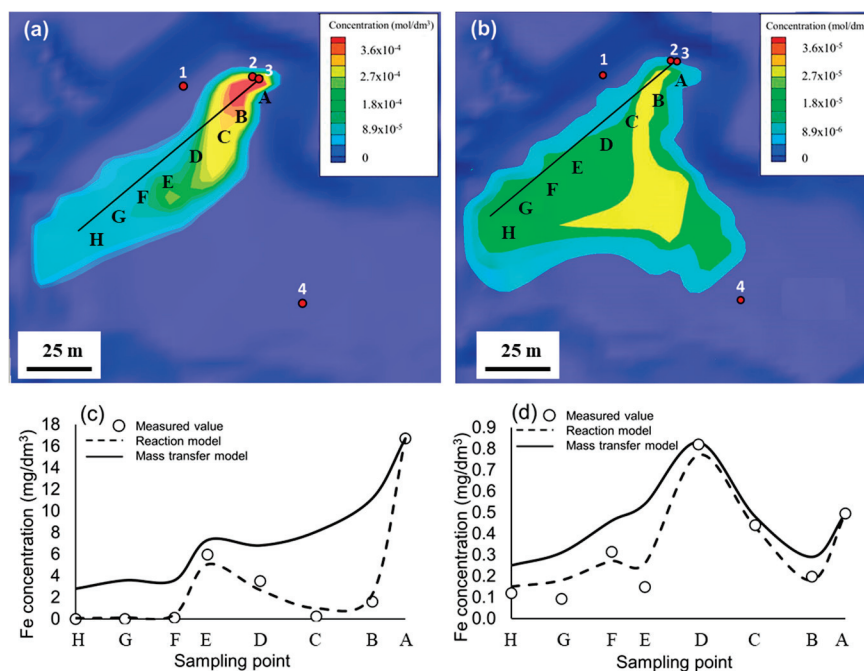 (a)
Concentration (mol/dm³)
3.6x10⁻⁴
2.7x10⁻⁴
1.8x10⁻⁴
8.9x10⁻⁵
0
1
2
3
A
B
C
D
E
F
G
H
4
25 m
(b)
Concentration (mol/dm³)
3.6x10⁻⁵
2.7x10⁻⁵
1.8x10⁻⁵
8.9x10⁻⁶
0
1
2
3
A
B
C
D
E
F
G
H
4
25 m
(c)
Measured value
Reaction model
Mass transfer model
Fe concentration (mg/dm³)
18
16
14
12
10
8
6
4
2
0
H G F E D C B A
Sampling point
(d)
Measured value
Reaction model
Mass transfer model
Fe concentration (mg/dm³)
0.9
0.8
0.7
0.6
0.5
0.4
0.3
0.2
0.1
0.0
H G F E D C B A
Sampling point